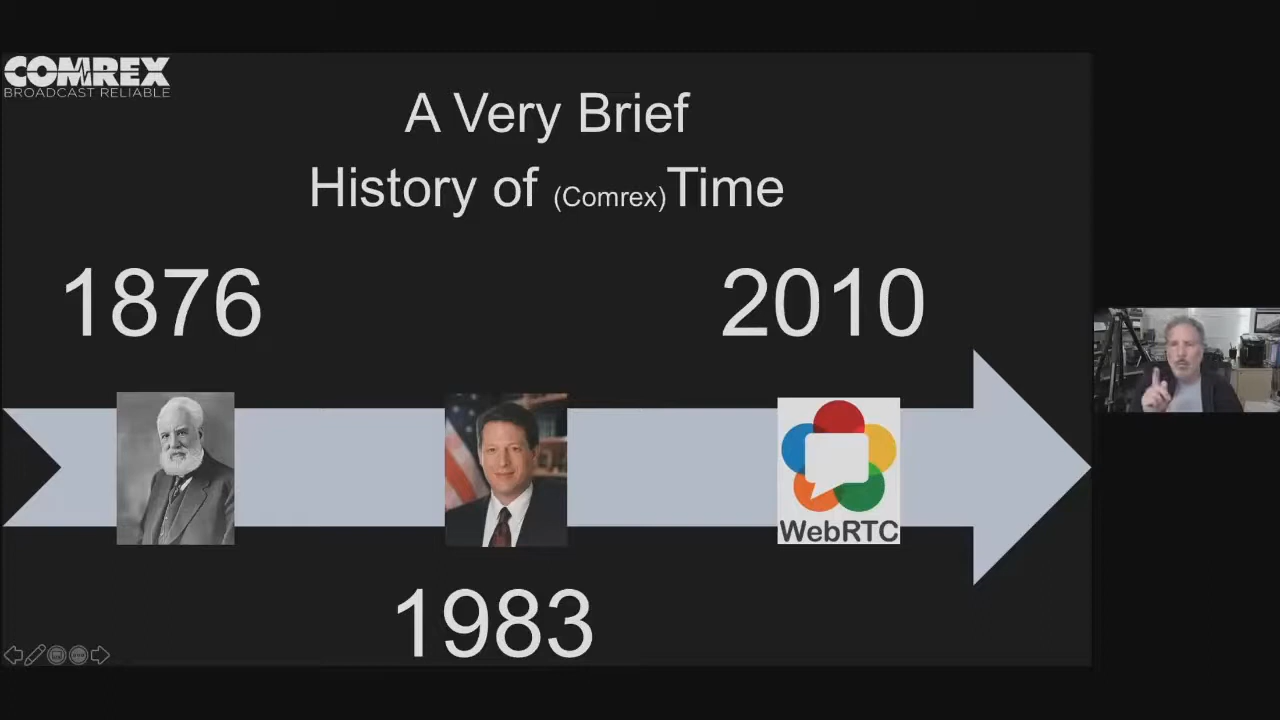 COMREX
BROADCAST RELIABLE
A Very Brief
History of (Comrex) Time
1876
2010
WebRTC
1983